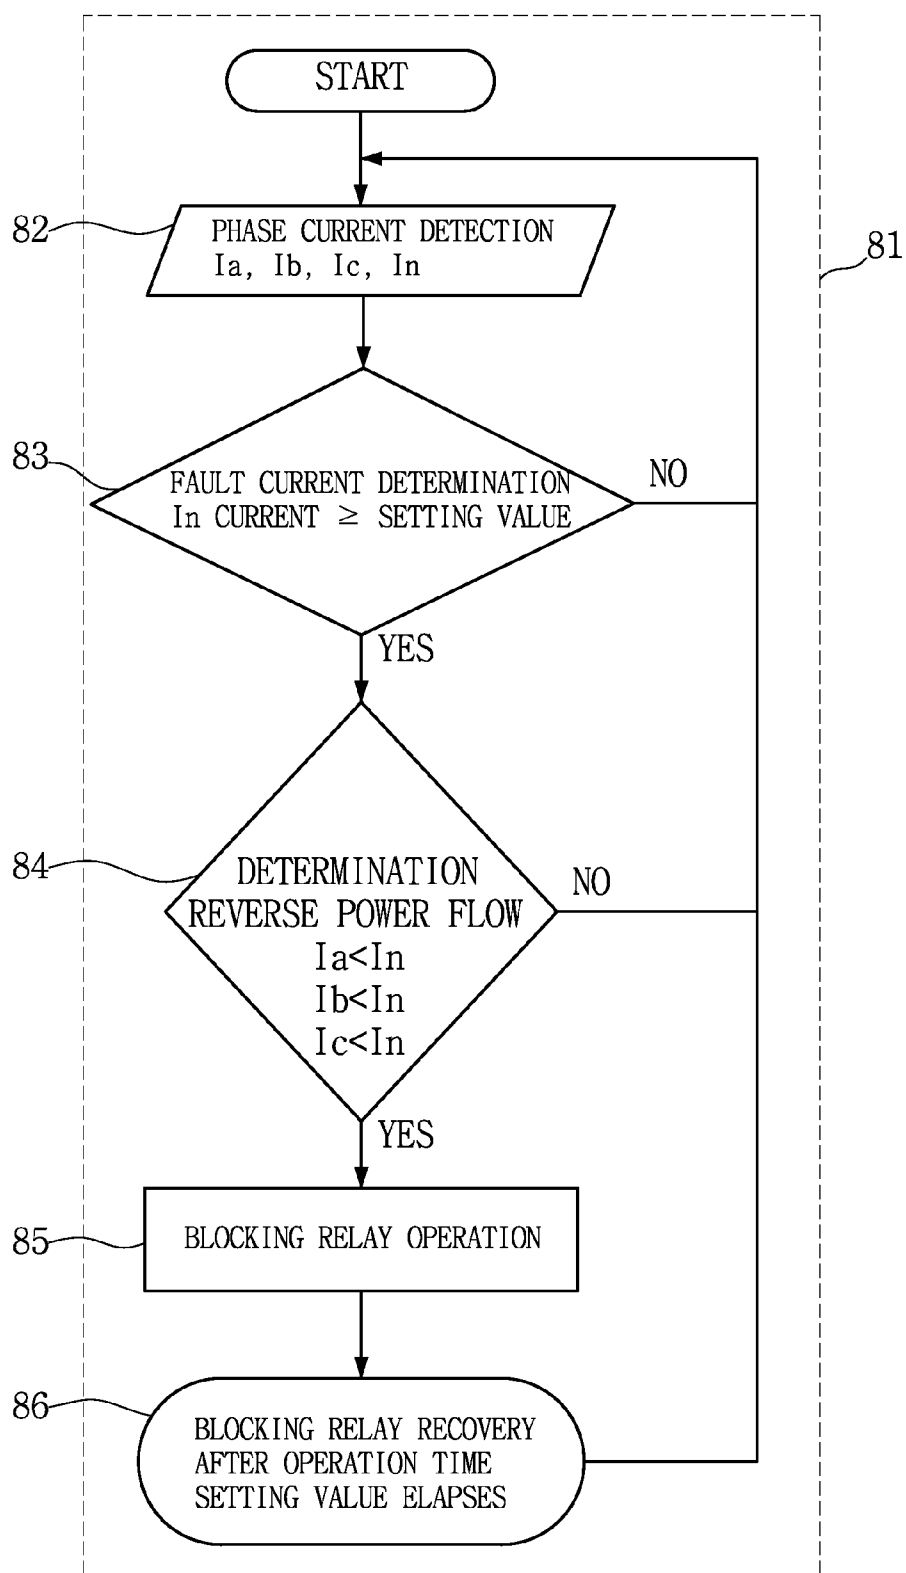 START
82
PHASE CURRENT DETECTION
Ia, Ib, Ic, In
81
83
FAULT CURRENT DETERMINATION
In CURRENT ≥ SETTING VALUE
NO
YES
84
DETERMINATION
REVERSE POWER FLOW
Ia<In
Ib<In
Ic<In
NO
YES
85
BLOCKING RELAY OPERATION
86
BLOCKING RELAY RECOVERY
AFTER OPERATION TIME
SETTING VALUE ELAPSES